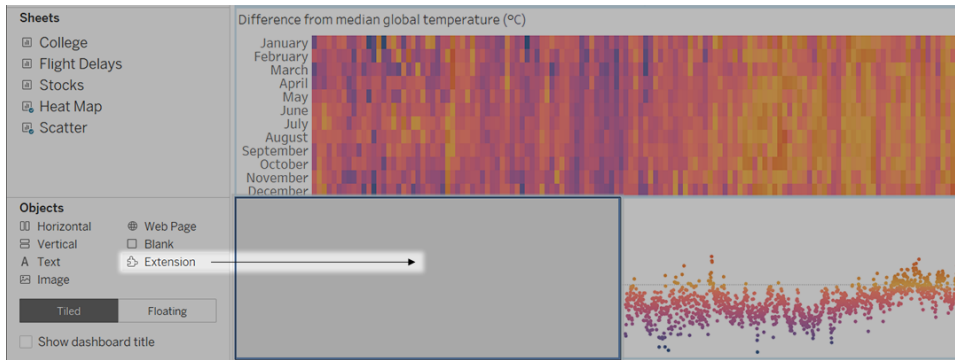 Sheets
College
Flight Delays
Stocks
Heat Map
Scatter
Objects
Horizontal
Web Page
Vertical
Blank
A Text
Extension
Image
Tiled
Floating
Show dashboard title
Difference from median global temperature (ºC)
January
February
March
April
May
June
July
August
September
October
November
December